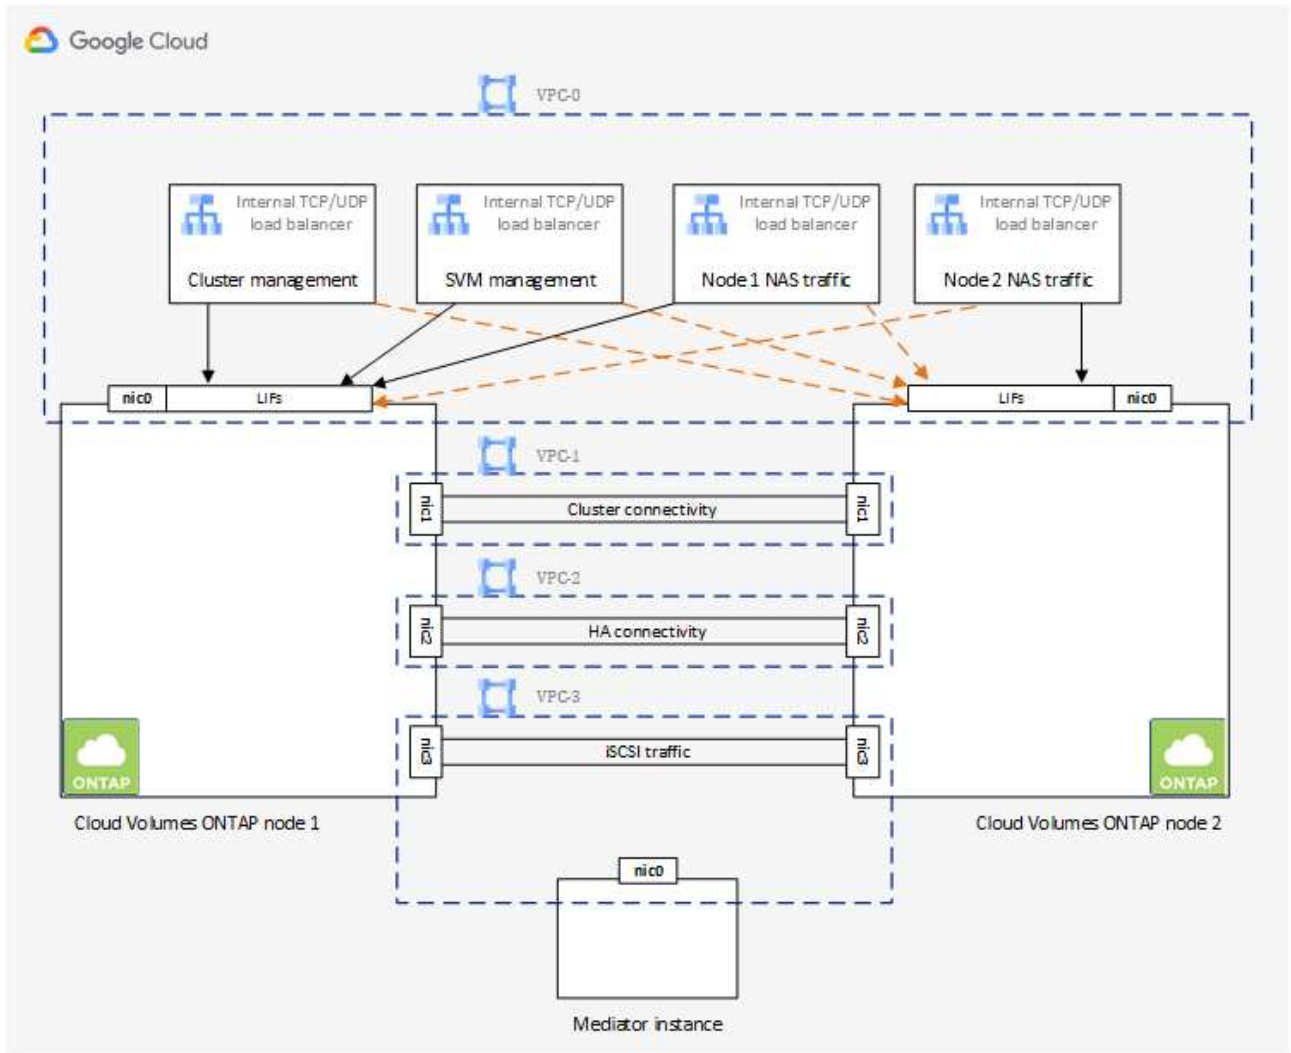 Google Cloud
VPC-0
Internal TCP/UDP
load balancer
Cluster management
Internal TCP/UDP
load balancer
SVM management
Internal TCP/UDP
load balancer
Node 1 NAS traffic
Internal TCP/UDP
load balancer
Node 2 NAS traffic
nic0
LIFs
LIFs
nic0
VPC-1
nic1
Cluster connectivity
nic1
VPC-2
nic2
HA connectivity
nic2
VPC-3
nic3
iSCSI traffic
nic3
ONTAP
ONTAP
Cloud Volumes ONTAP node 1
Cloud Volumes ONTAP node 2
nic0
Mediator instance